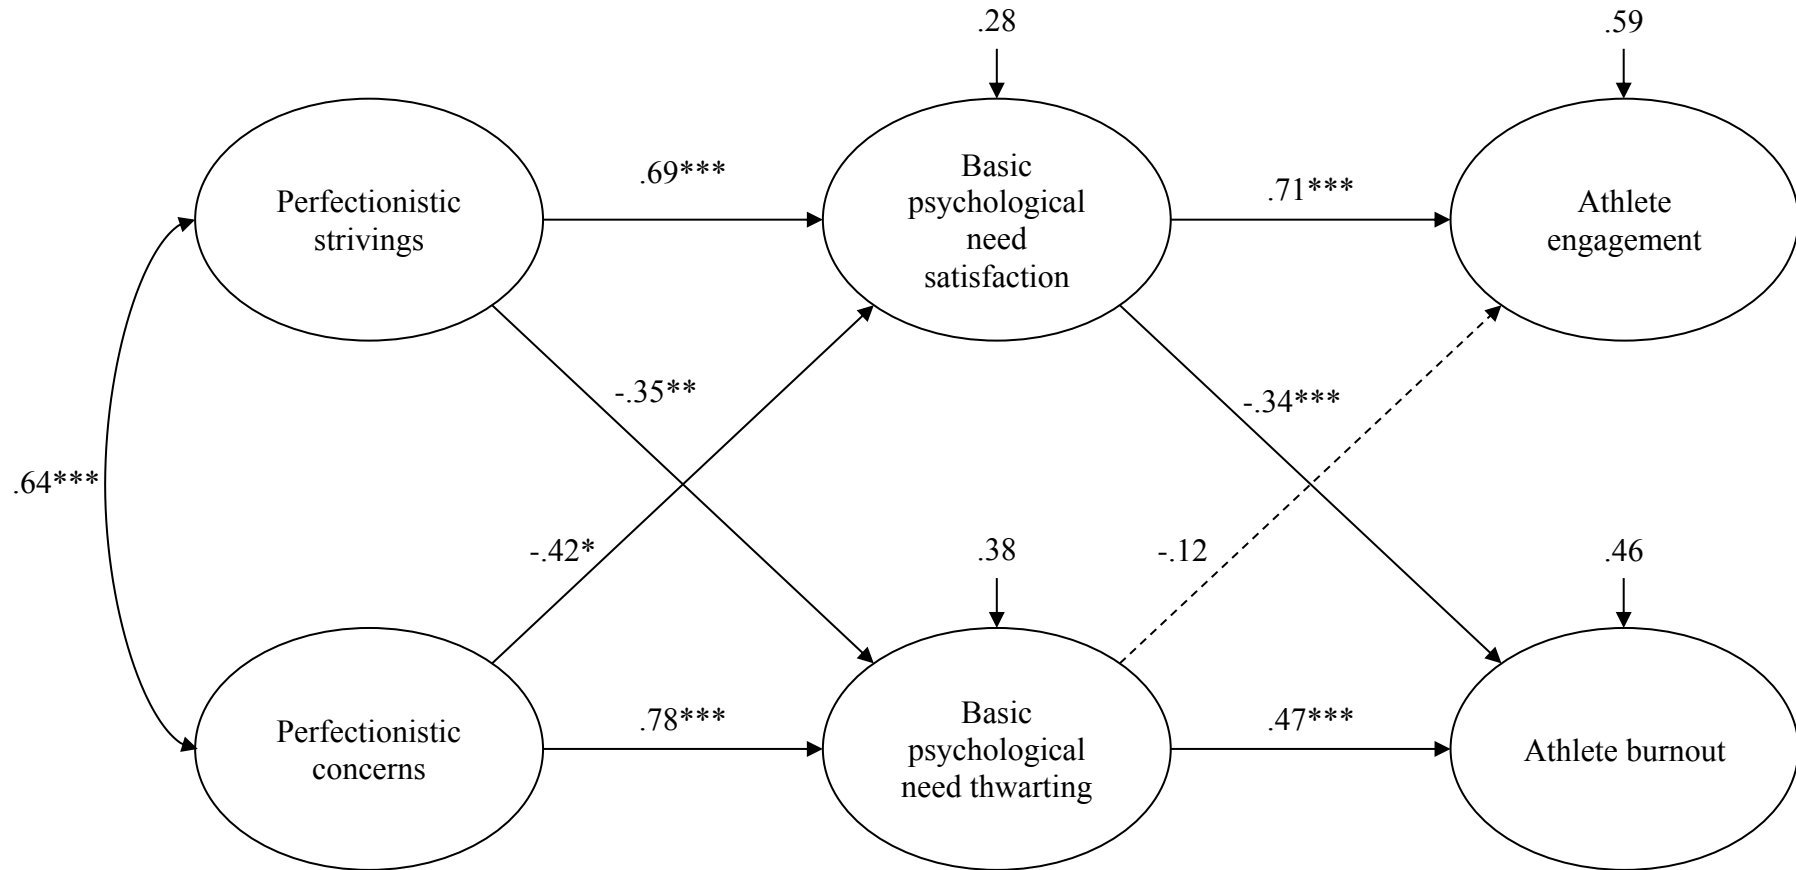 .28
.59
Perfectionistic
strivings
.69***
Basic
psychological
need
satisfaction
.71***
Athlete
engagement
-.35**
-.34***
.64***
-.42*
.38
-.12
.46
Perfectionistic
concerns
.78***
Basic
psychological
need thwarting
.47***
Athlete burnout